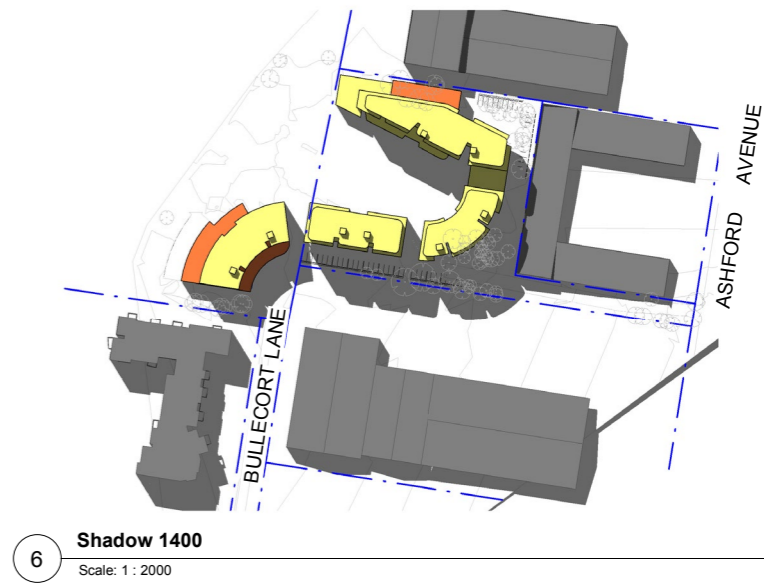 ASHFORD AVENUE
BULLECORT LANE
6
Shadow 1400
Scale: 1 : 2000